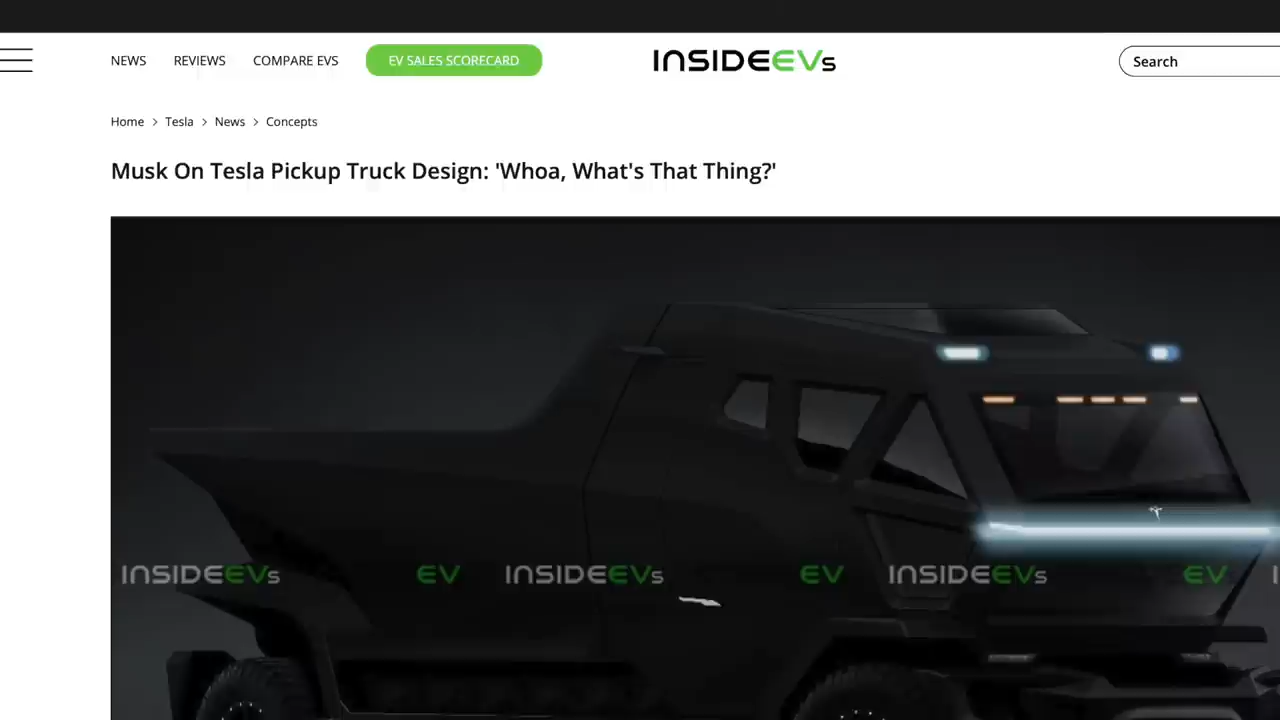 NEWS REVIEWS COMPARE EVS EV SALES SCORECARD INSIDEEVs Search
Home > Tesla > News > Concepts
Musk On Tesla Pickup Truck Design: 'Whoa, What's That Thing?'
INSIDEEVs EV INSIDEEVs EV INSIDEEVs EV